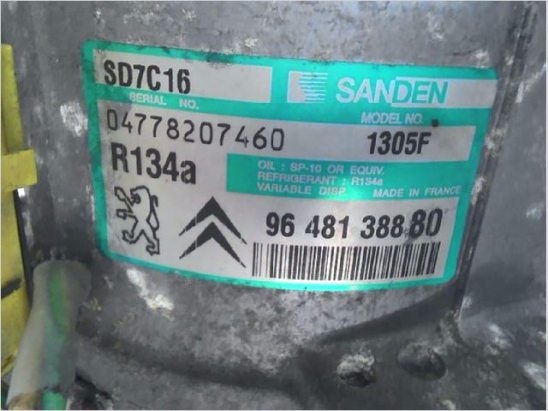 SD7C16
SANDEN
SERIAL NO.
MODEL NO.
04778207460
1305F
R134a
OIL : SP-10 OR EQUIV.
REFRIGERANT : R134a
VARIABLE DISP. MADE IN FRANCE
96 481 388 80